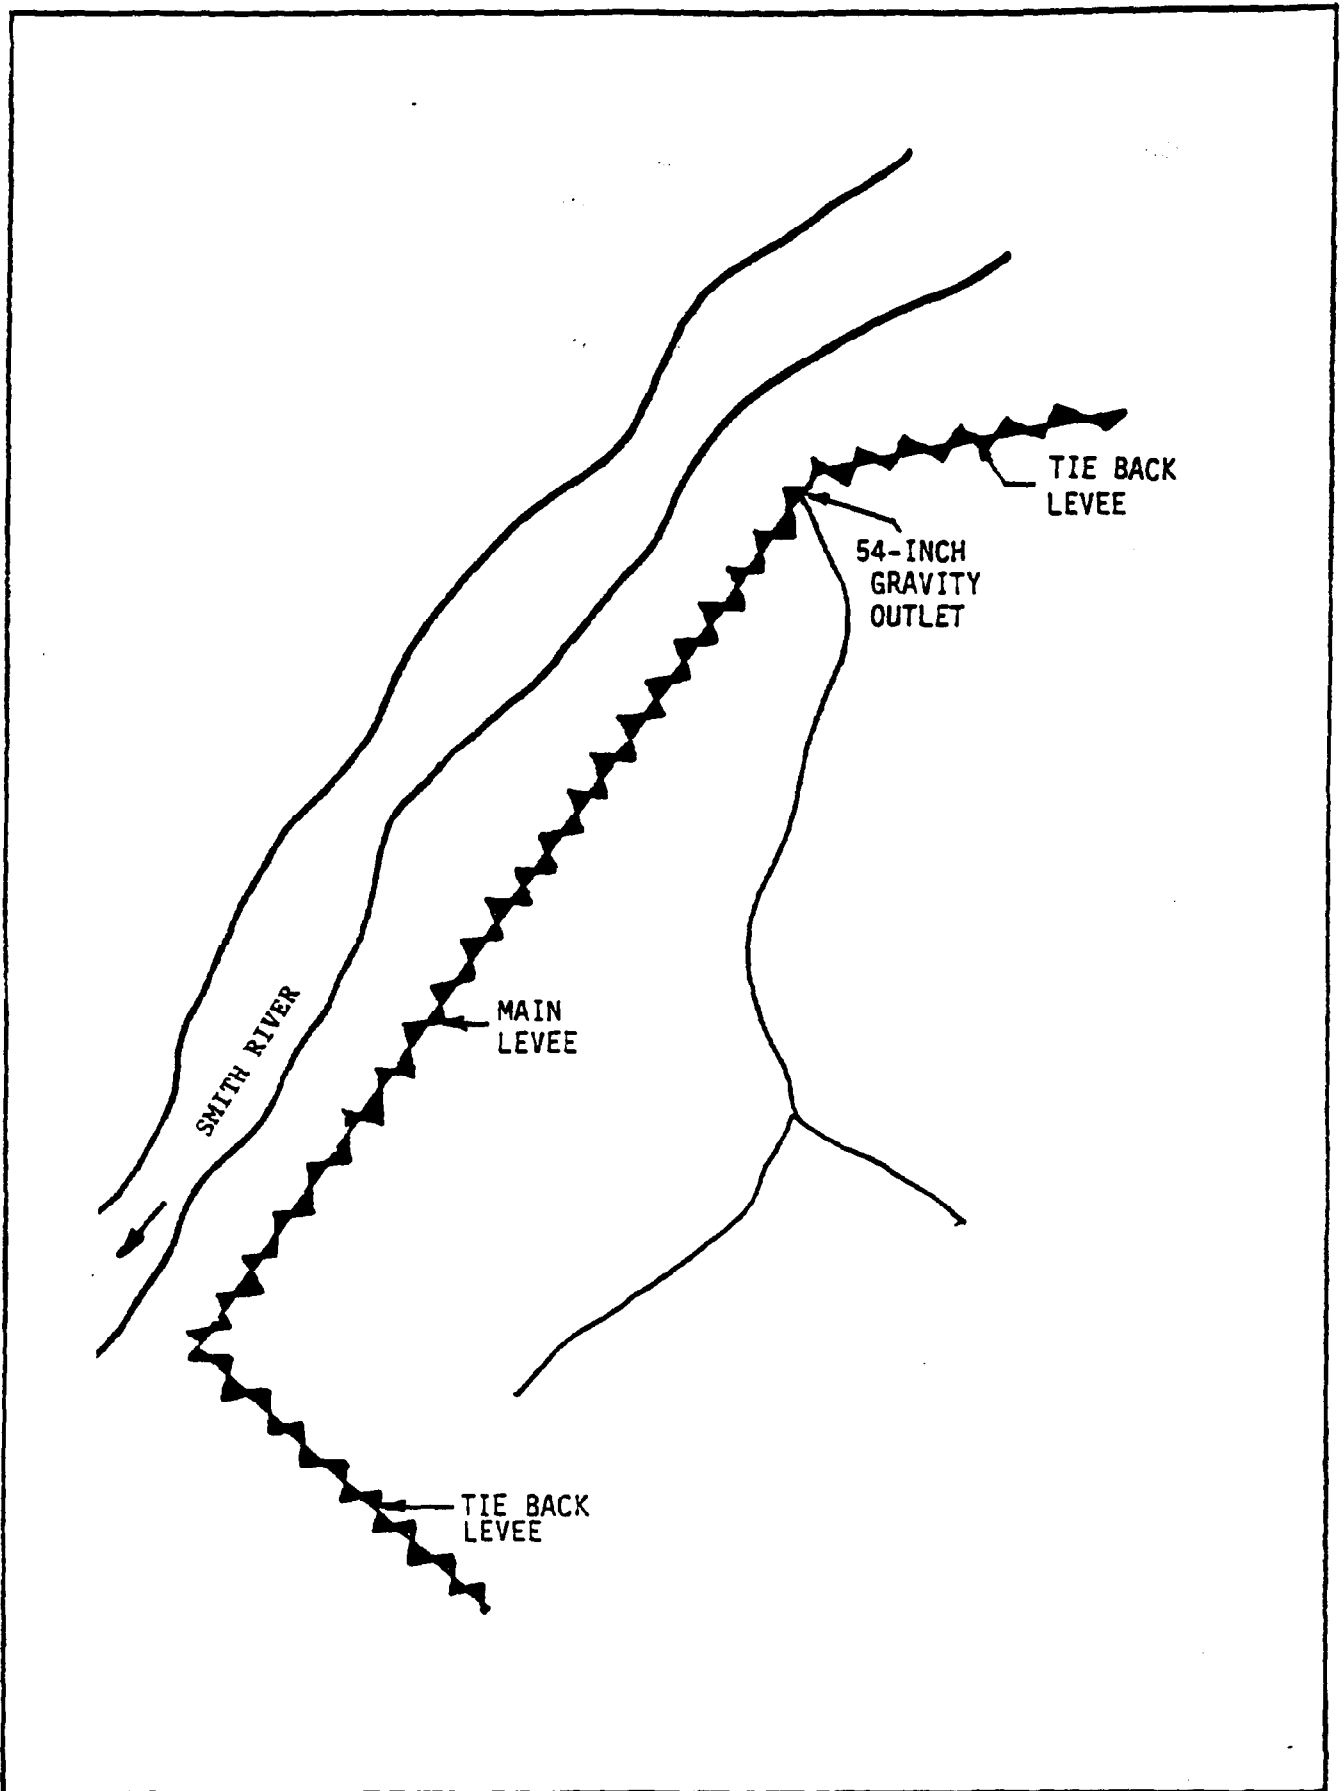 TIE BACK
LEVEE
54-INCH
GRAVITY
OUTLET
MAIN
LEVEE
SMITH RIVER
TIE BACK
LEVEE